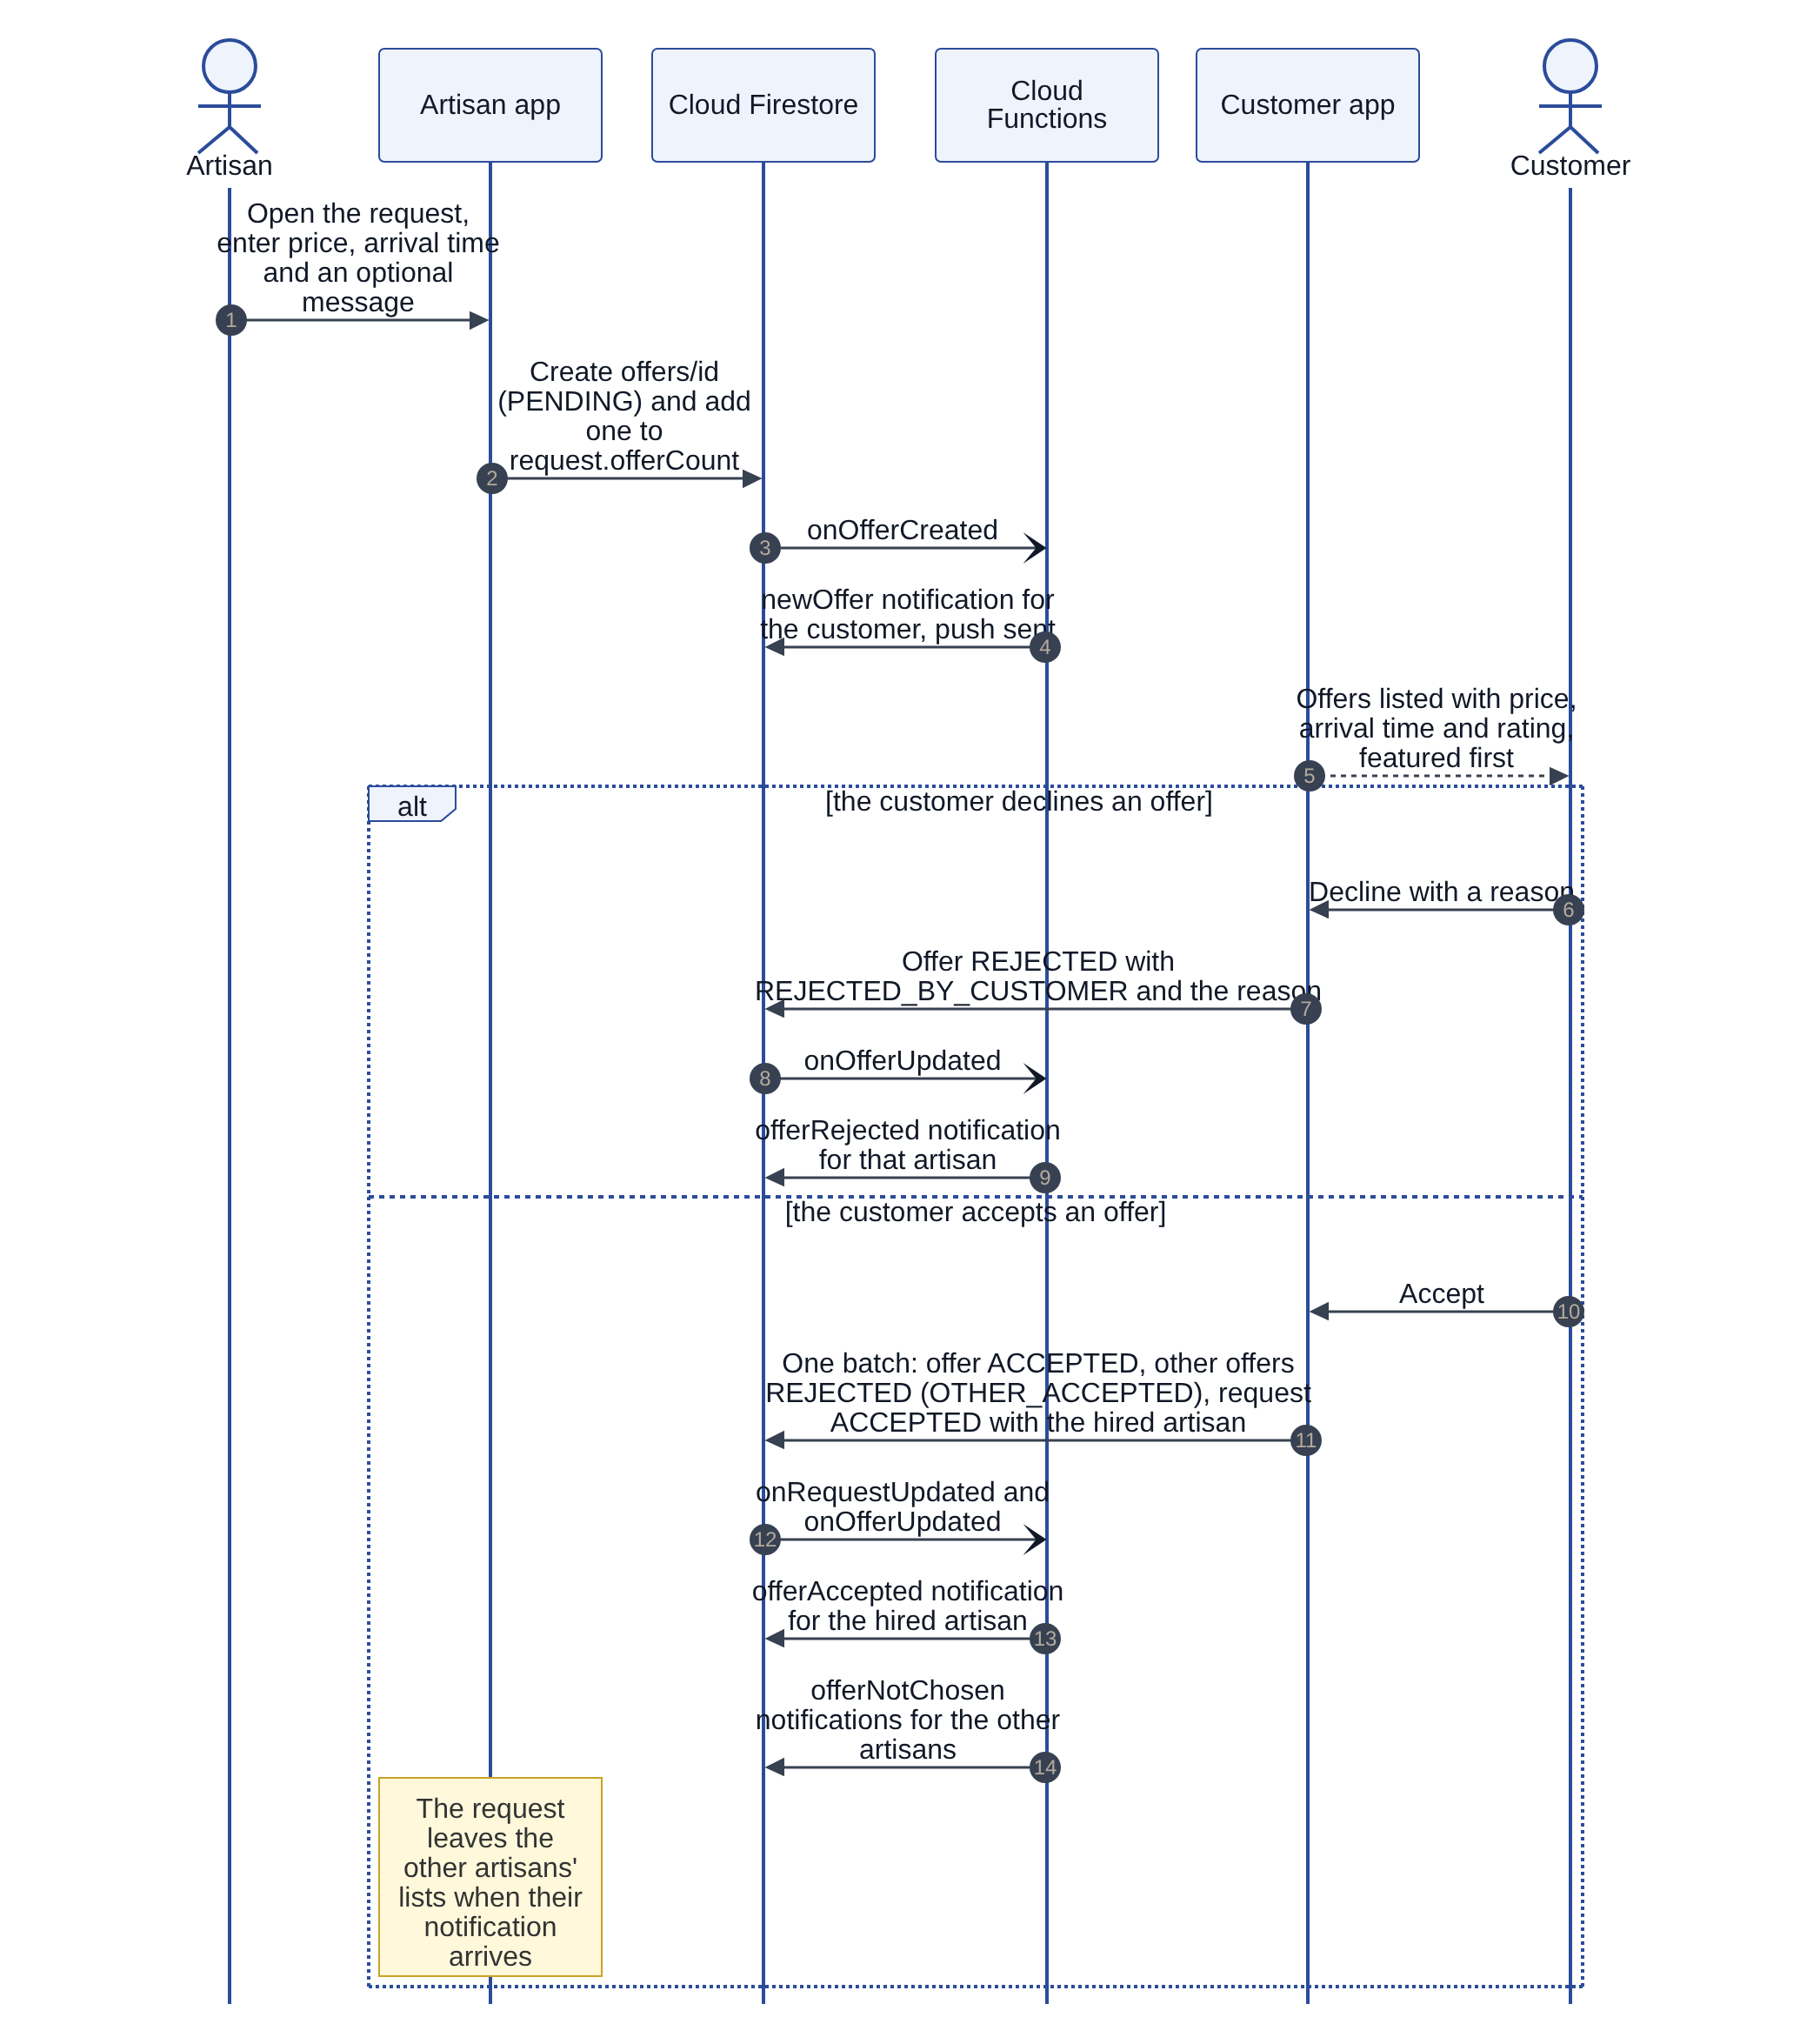 Artisan
Artisan app
Cloud Firestore
Cloud
Functions
Customer app
Customer
Open the request,
enter price, arrival time
and an optional
message
1
Create offers/id
(PENDING) and add
one to
request.offerCount
2
onOfferCreated
3
newOffer notification for
the customer, push sent
4
Offers listed with price,
arrival time and rating,
featured first
5
alt
[the customer declines an offer]
Decline with a reason
6
Offer REJECTED with
REJECTED_BY_CUSTOMER and the reason
7
onOfferUpdated
8
offerRejected notification
for that artisan
9
[the customer accepts an offer]
Accept
10
One batch: offer ACCEPTED, other offers
REJECTED (OTHER_ACCEPTED), request
ACCEPTED with the hired artisan
11
onRequestUpdated and
onOfferUpdated
12
offerAccepted notification
for the hired artisan
13
offerNotChosen
notifications for the other
artisans
14
The request
leaves the
other artisans'
lists when their
notification
arrives